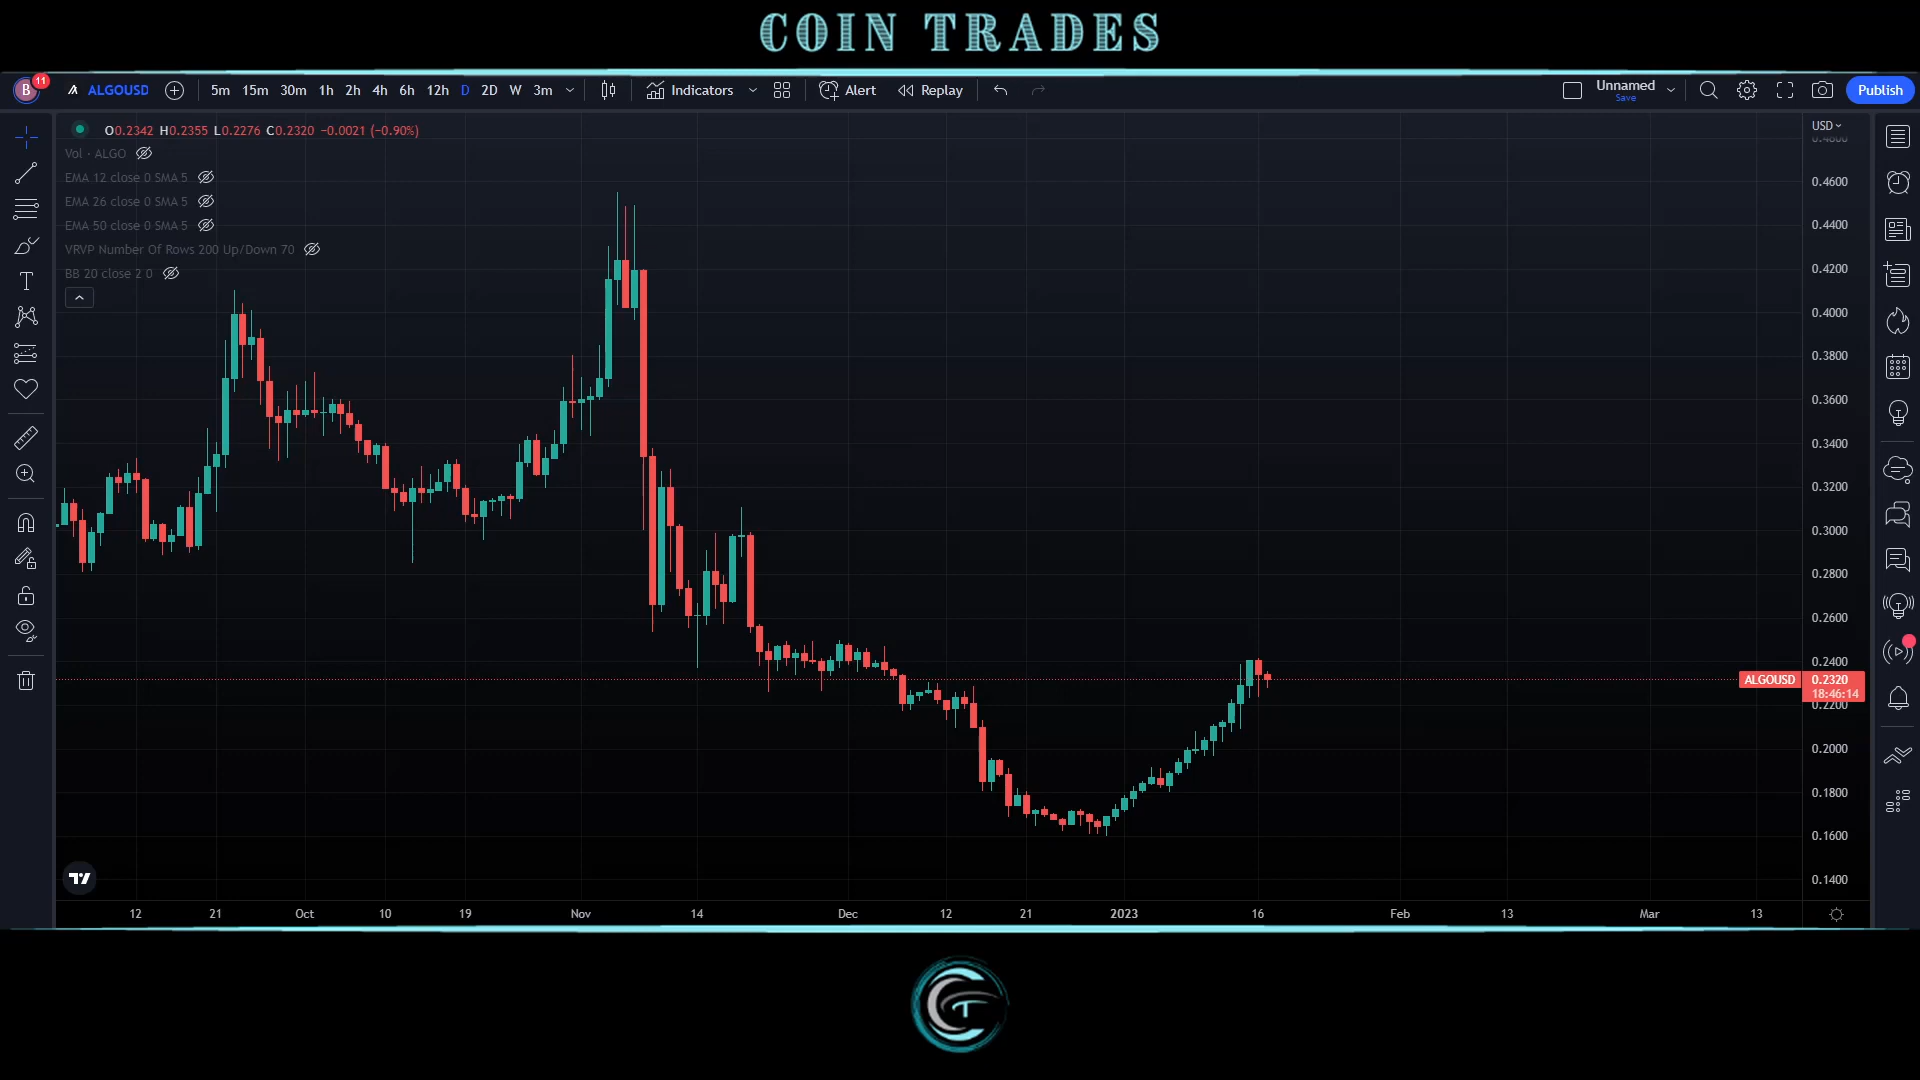 COIN TRADES
B 11 ALGOUSD 5m 15m 30m 1h 2h 4h 6h 12h D 2D W 3m Indicators Alert Replay Unnamed Publish
Save
O0.2342 H0.2355 L0.2276 C0.2320 −0.0021 (−0.90%)
Vol · ALGO
EMA 12 close 0 SMA 5
EMA 26 close 0 SMA 5
EMA 50 close 0 SMA 5
VRVP Number Of Rows 200 Up/Down 70
BB 20 close 2 0
USD
0.4800
0.4600
0.4400
0.4200
0.4000
0.3800
0.3600
0.3400
0.3200
0.3000
0.2800
0.2600
0.2400
ALGOUSD 0.2320
18:46:14
0.2200
0.2000
0.1800
0.1600
0.1400
12 21 Oct 10 19 Nov 14 Dec 12 21 2023 16 Feb 13 Mar 13